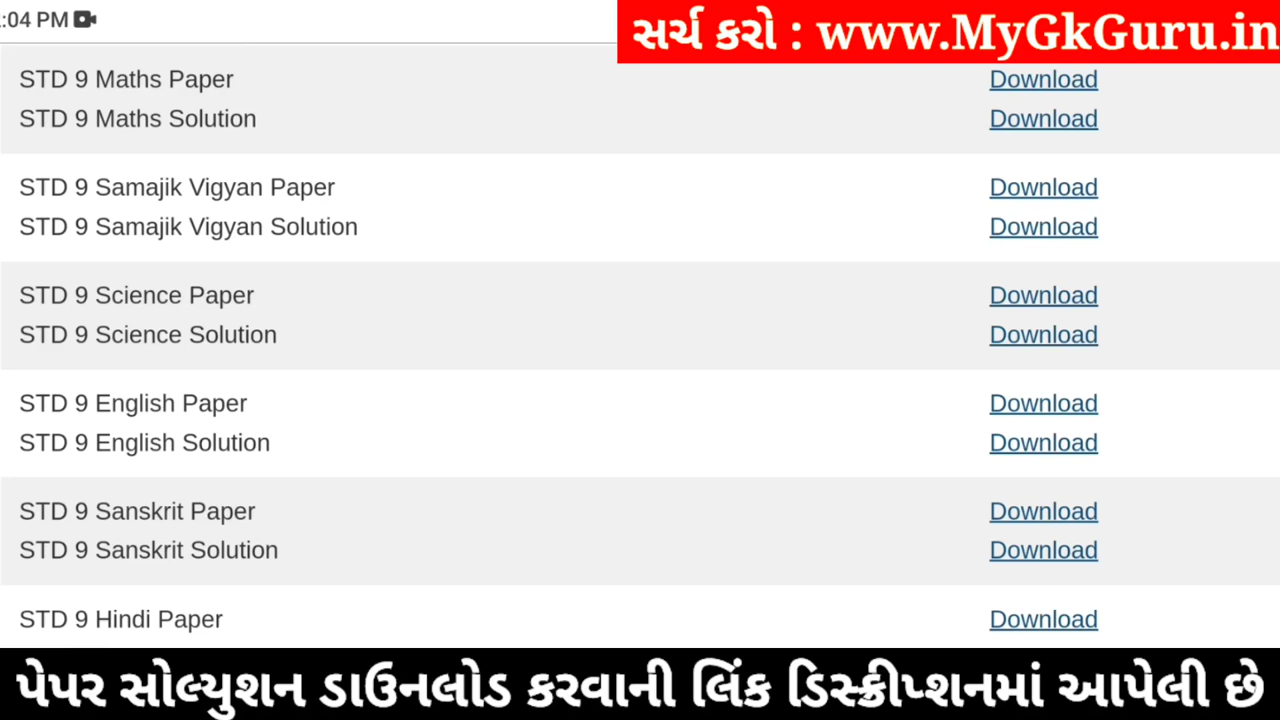 :04 PM
સર્ચ કરો : www.MyGkGuru.in
STD 9 Maths Paper Download
STD 9 Maths Solution Download
STD 9 Samajik Vigyan Paper Download
STD 9 Samajik Vigyan Solution Download
STD 9 Science Paper Download
STD 9 Science Solution Download
STD 9 English Paper Download
STD 9 English Solution Download
STD 9 Sanskrit Paper Download
STD 9 Sanskrit Solution Download
STD 9 Hindi Paper Download
પેપર સોલ્યુશન ડાઉનલોડ કરવાની લિંક ડિસ્ક્રીપ્શનમાં આપેલી છે